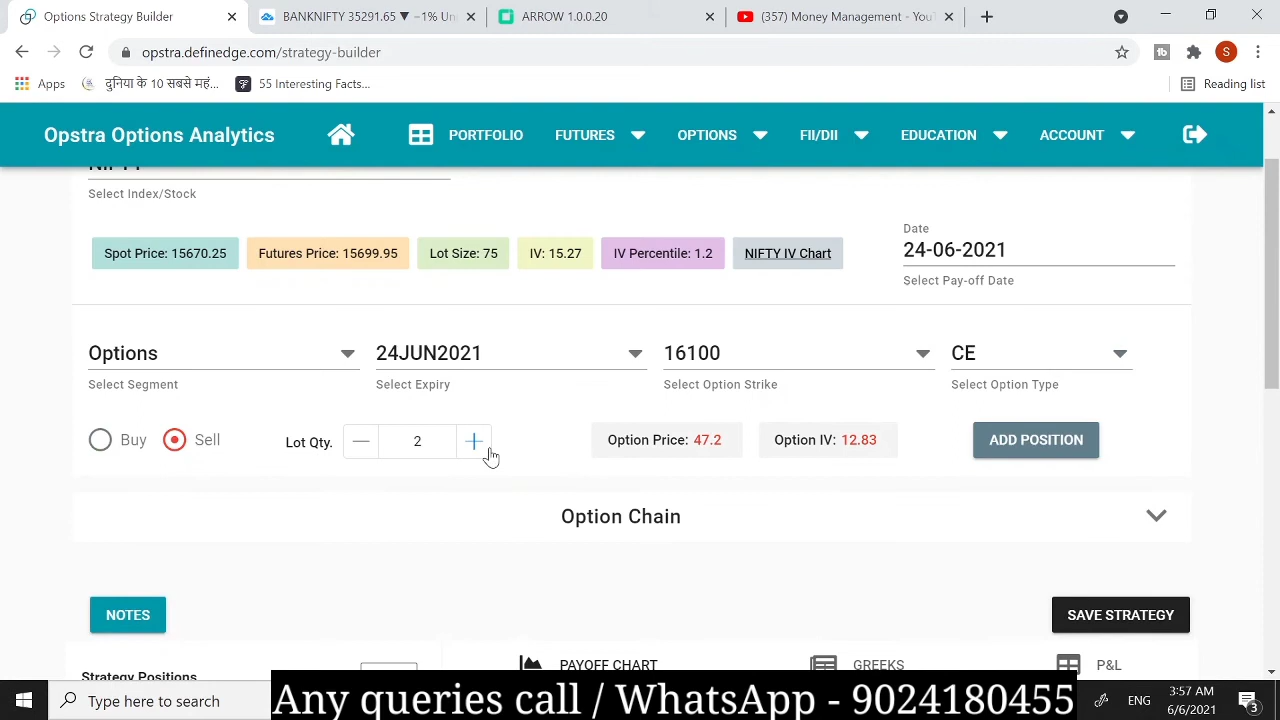 Opstra Strategy Builder
BANKNIFTY 35291.65 ▼ −1% Un
ARROW 1.0.0.20
(357) Money Management - You
opstra.definedge.com/strategy-builder
S
Apps
दुनिया के 10 सबसे महं...
55 Interesting Facts...
Reading list
Opstra Options Analytics
PORTFOLIO
FUTURES
OPTIONS
FII/DII
EDUCATION
ACCOUNT
NIFTY
Select Index/Stock
Spot Price: 15670.25
Futures Price: 15699.95
Lot Size: 75
IV: 15.27
IV Percentile: 1.2
NIFTY IV Chart
Date
24-06-2021
Select Pay-off Date
Options
24JUN2021
16100
CE
Select Segment
Select Expiry
Select Option Strike
Select Option Type
Buy
Sell
Lot Qty.
2
Option Price: 47.2
Option IV: 12.83
ADD POSITION
Option Chain
NOTES
SAVE STRATEGY
Strategy Positions
PAYOFF CHART
GREEKS
P&L
Type here to search
Any queries call / WhatsApp - 9024180455
ENG
3:57 AM
6/6/2021
3